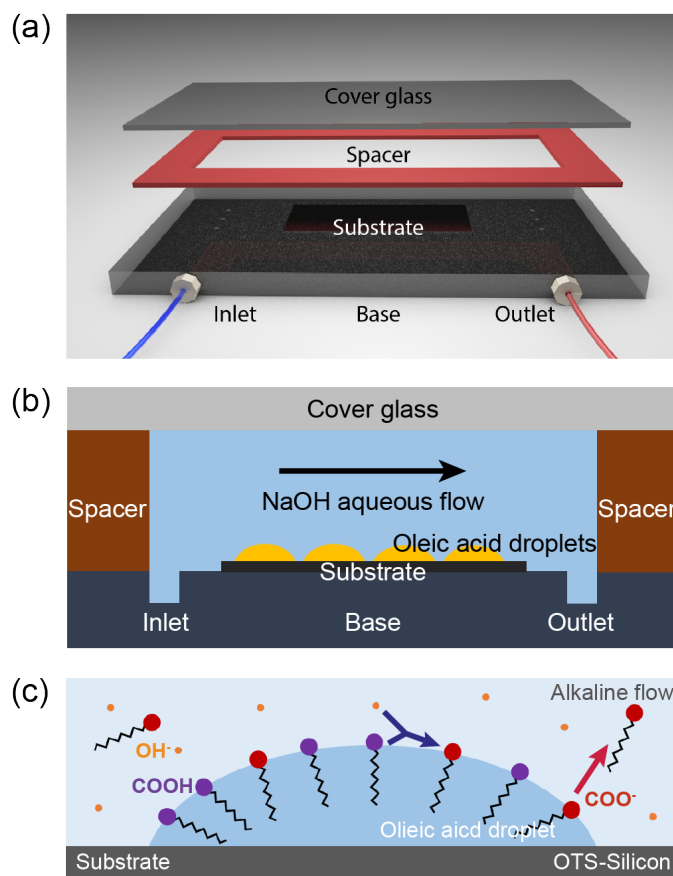 (a)
Cover glass
Spacer
Substrate
Inlet Base Outlet
(b)
Cover glass
NaOH aqueous flow
Spacer Spacer
Oleic acid droplets
Substrate
Inlet Base Outlet
(c)
Alkaline flow
OH-
COOH
COO-
Olieic aicd droplet
Substrate OTS-Silicon